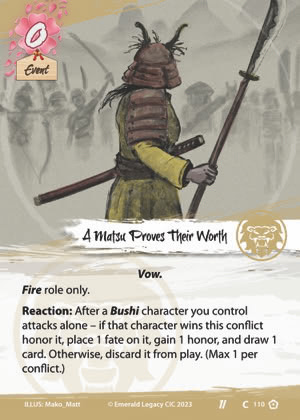 0
Event
A Matsu Proves Their Worth
Vow.
Fire role only.
Reaction: After a Bushi character you control
attacks alone – if that character wins this conflict
honor it, place 1 fate on it, gain 1 honor, and draw 1
card. Otherwise, discard it from play. (Max 1 per
conflict.)
ILLUS: Mako_Matt © Emerald Legacy CIC 2023 C 110